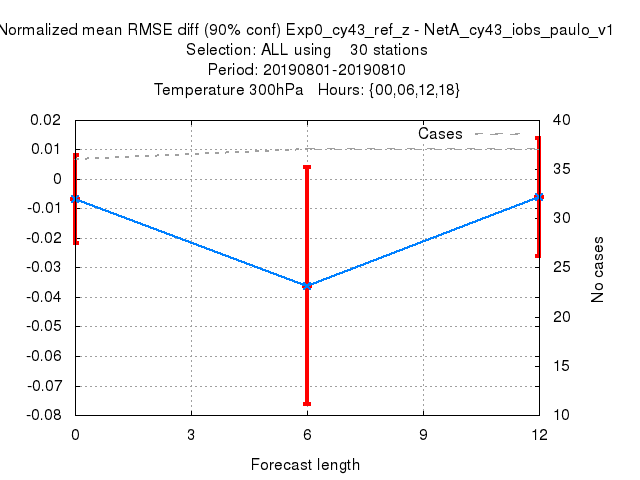 Normalized mean RMSE diff (90% conf) Exp0_cy43_ref_z - NetA_cy43_iobs_paulo_v1
Selection: ALL using 30 stations
Period: 20190801-20190810
Temperature 300hPa Hours: {00,06,12,18}
Cases
0.02
0.01
0
-0.01
-0.02
-0.03
-0.04
-0.05
-0.06
-0.07
-0.08
40
35
30
25
20
15
10
No cases
0 3 6 9 12
Forecast length